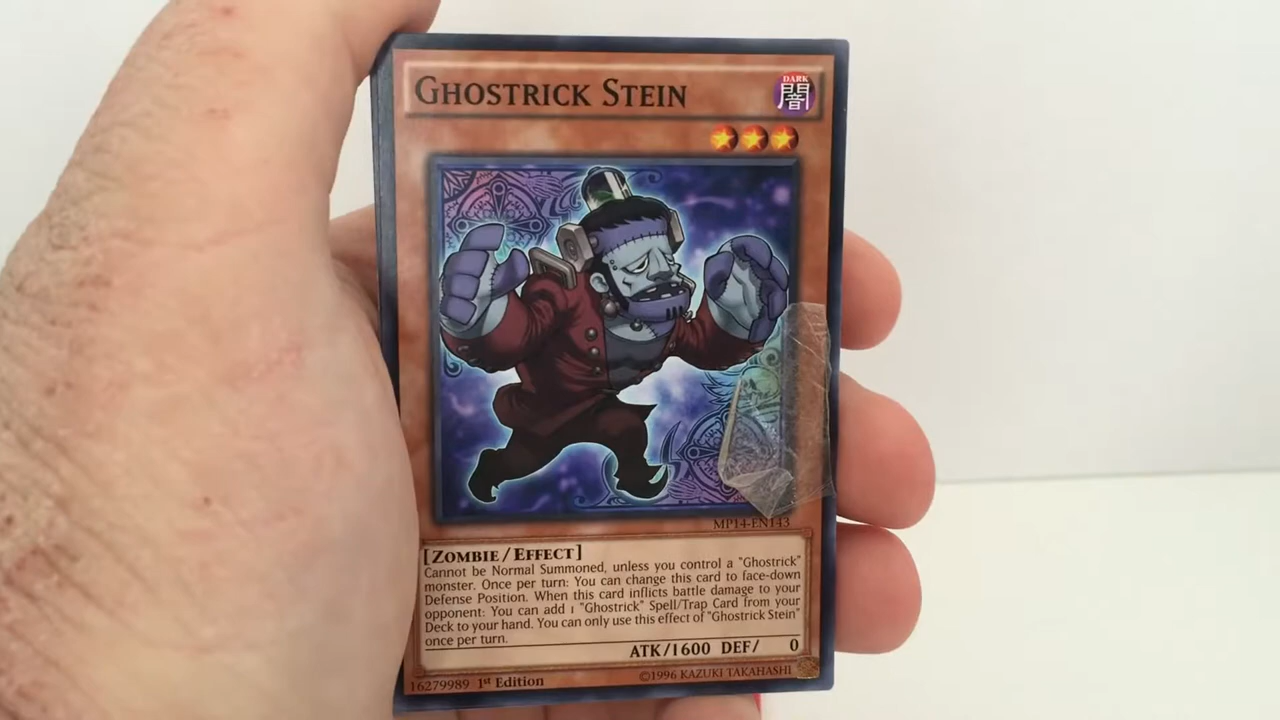 GHOSTRICK STEIN
DARK
闇
MP14-EN143
[ZOMBIE/EFFECT]
Cannot be Normal Summoned, unless you control a "Ghostrick"
monster. Once per turn: You can change this card to face-down
Defense Position. When this card inflicts battle damage to your
opponent: You can add 1 "Ghostrick" Spell/Trap Card from your
Deck to your hand. You can only use this effect of "Ghostrick Stein"
once per turn.
ATK/1600 DEF/ 0
16279989 1st Edition ©1996 KAZUKI TAKAHASHI